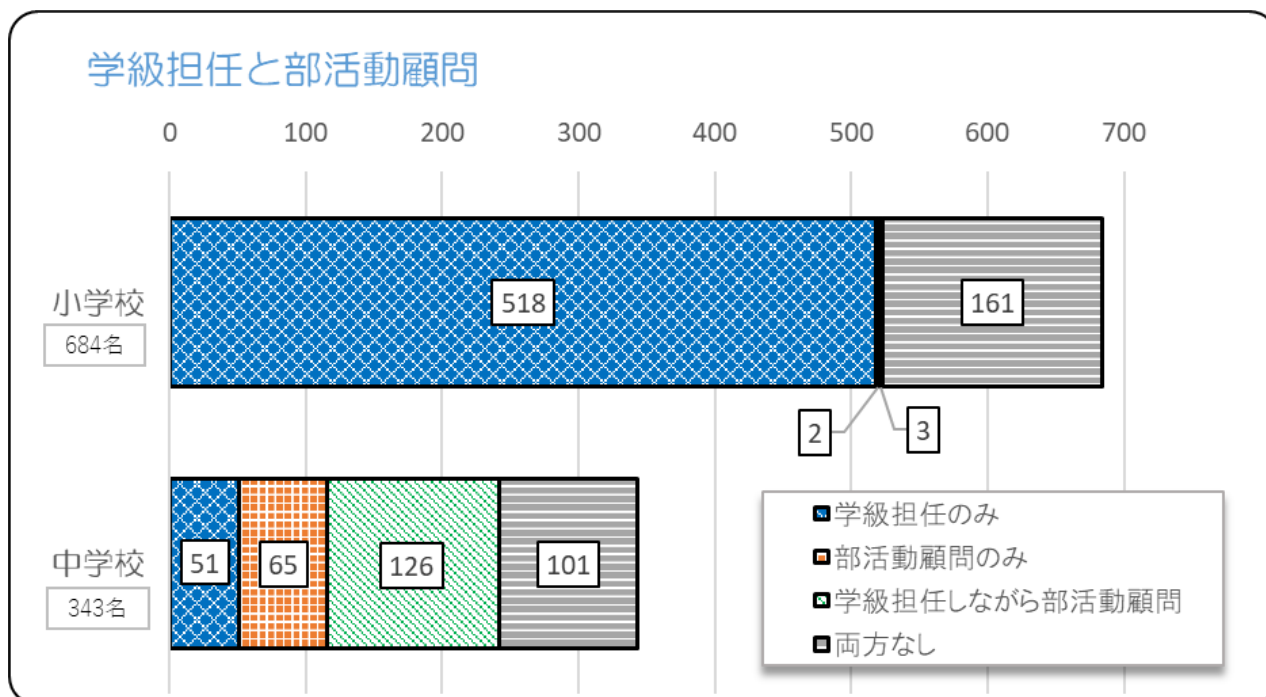 学級担任と部活動顧問
0 100 200 300 400 500 600 700
小学校
684名
518
161
2
3
中学校
343名
51
65
126
101
学級担任のみ
部活動顧問のみ
学級担任しながら部活動顧問
両方なし